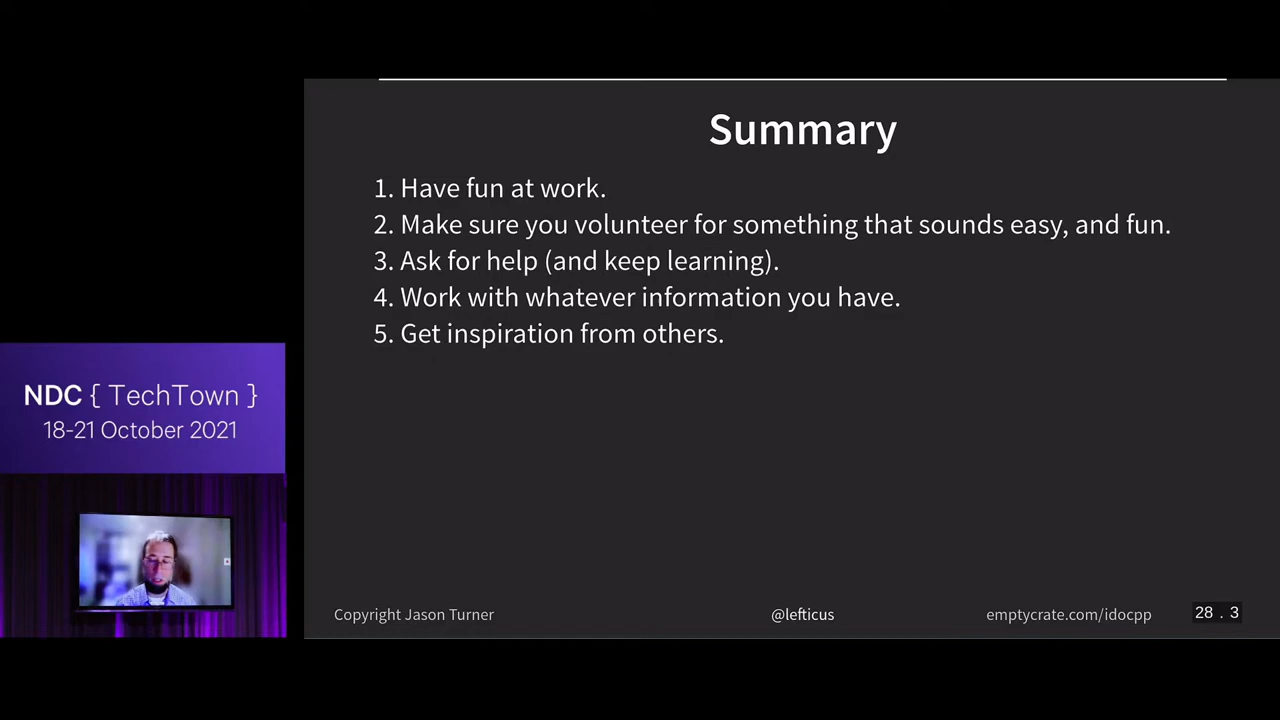 Summary
1. Have fun at work.
2. Make sure you volunteer for something that sounds easy, and fun.
3. Ask for help (and keep learning).
4. Work with whatever information you have.
5. Get inspiration from others.
NDC { TechTown }
18-21 October 2021
Copyright Jason Turner
@lefticus
emptycrate.com/idocpp
28 . 3